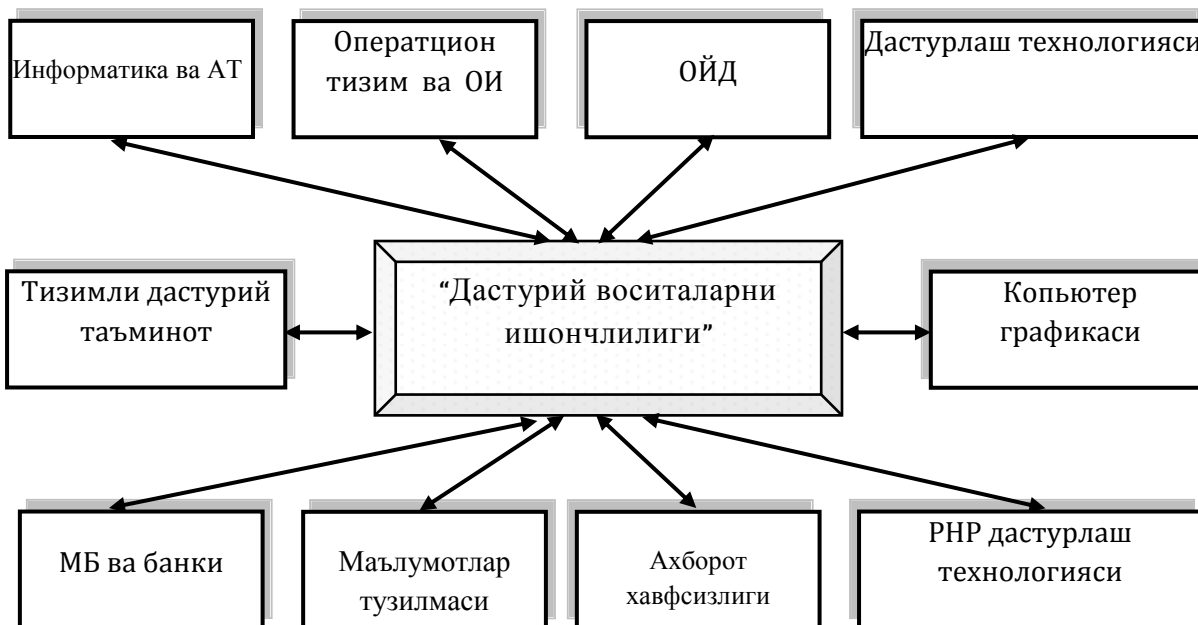 Информатика ва АТ
Оператцион
тизим ва ОИ
ОЙД
Дастурлаш технологияси
Тизимли дастурий
таъминот
“Дастурий воситаларни
ишончлилиги”
Копьютер
графикаси
МБ ва банки
Маълумотлар
тузилмаси
Ахборот
хавфсизлиги
PHP дастурлаш
технологияси